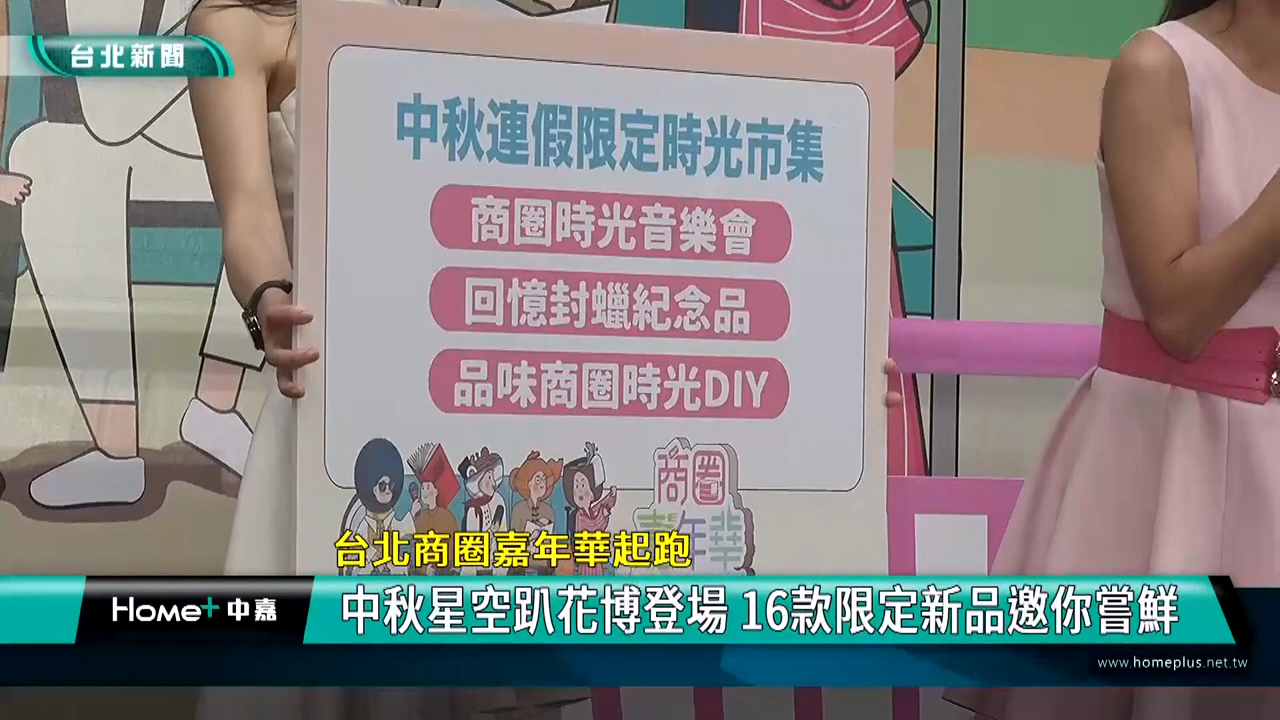 台北新聞
中秋連假限定時光市集
商圈時光音樂會
回憶封蠟紀念品
品味商圈時光DIY
商圈
嘉年華
台北商圈嘉年華起跑
Home+中嘉
中秋星空趴花博登場 16款限定新品邀你嘗鮮
www.homeplus.net.tw